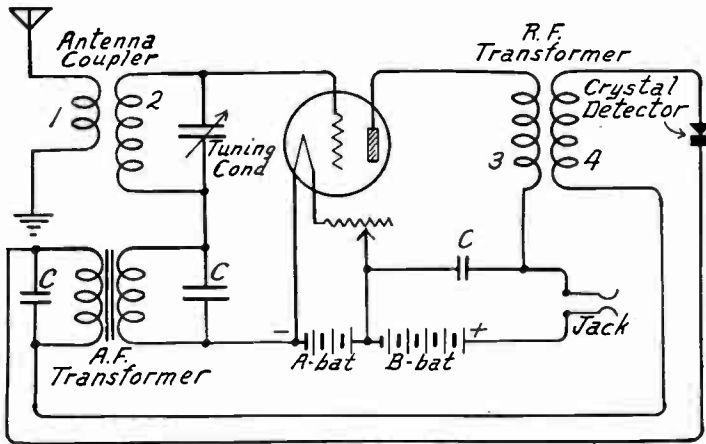 Antenna
Coupler
1
2
Tuning
Cond
R.F.
Transformer
Crystal
Detector
3
4
C
C
C
Jack
A.F.
Transformer
-
A-bat
B-bat
+